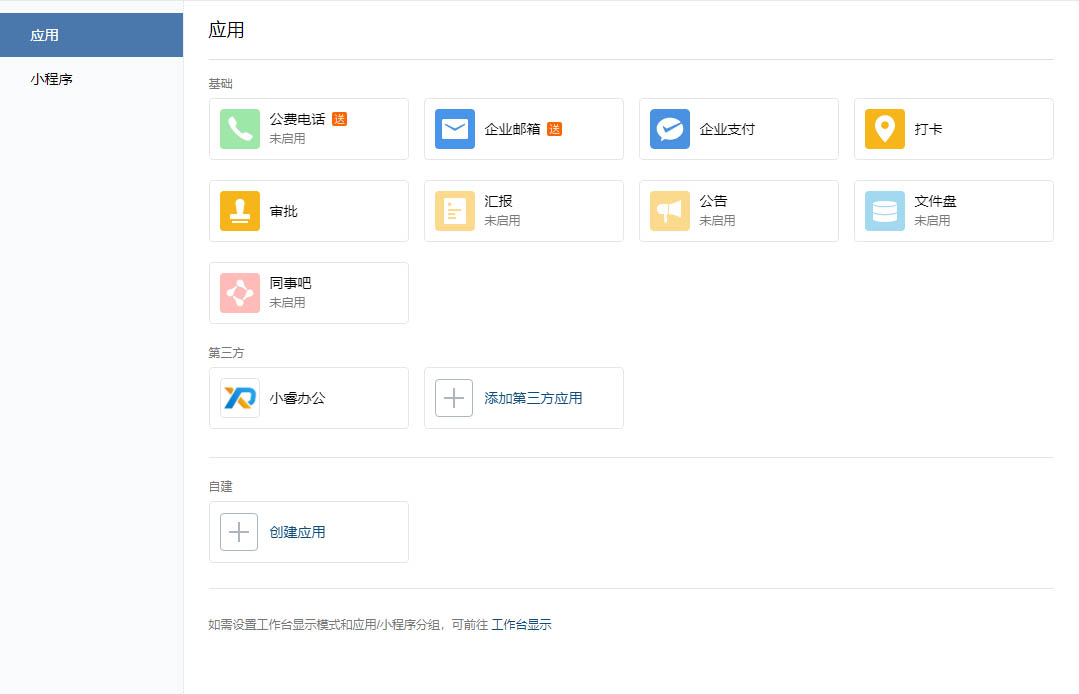 应用
小程序
应用
基础
公费电话 送
未启用
企业邮箱 送
企业支付
打卡
审批
汇报
未启用
公告
未启用
文件盘
未启用
同事吧
未启用
第三方
小睿办公
添加第三方应用
自建
创建应用
如需设置工作台显示模式和应用/小程序分组，可前往 工作台显示